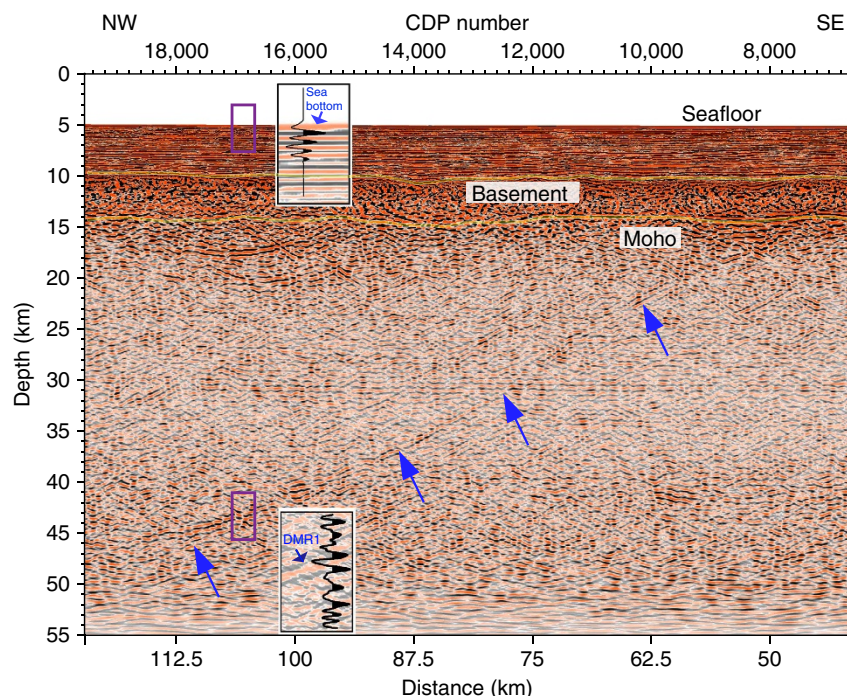 NW CDP number SE
18,000 16,000 14,000 12,000 10,000 8,000
0
5
10
15
20
25
30
35
40
45
50
55
Depth (km)
Sea
bottom
Seafloor
Basement
Moho
DMR1
112.5 100 87.5 75 62.5 50
Distance (km)